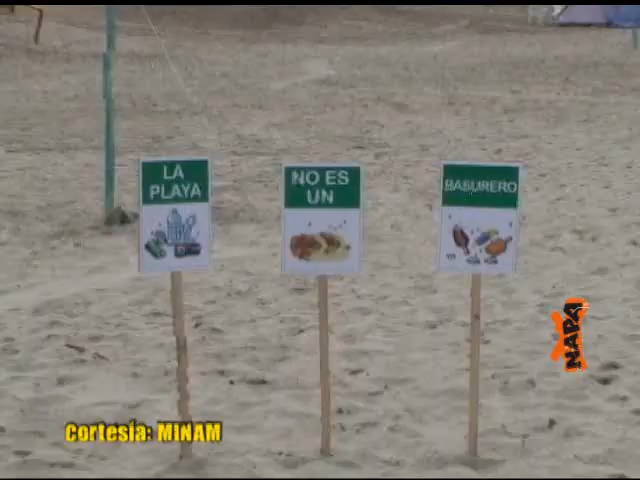 LA
PLAYA
NO ES
UN
BASURERO
NAPA
Cortesía: MINAM